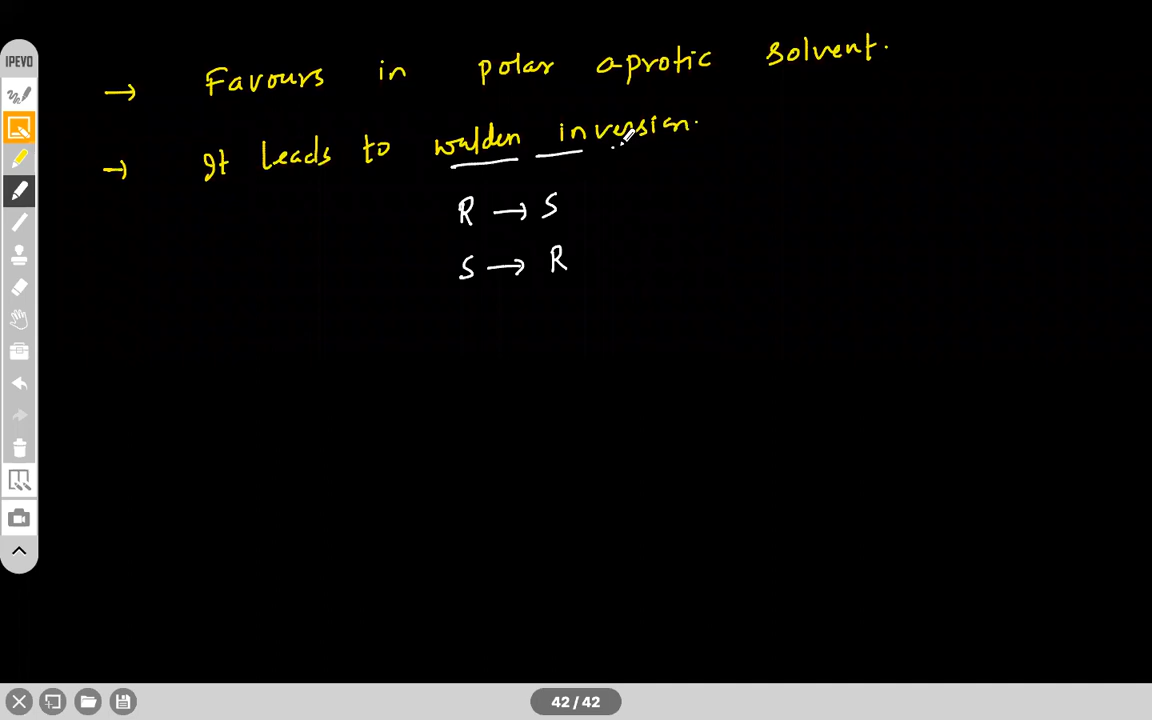 IPEVO
→ Favours in polar aprotic solvent.
→ It leads to walden inversion.
R → S
S → R
42 / 42